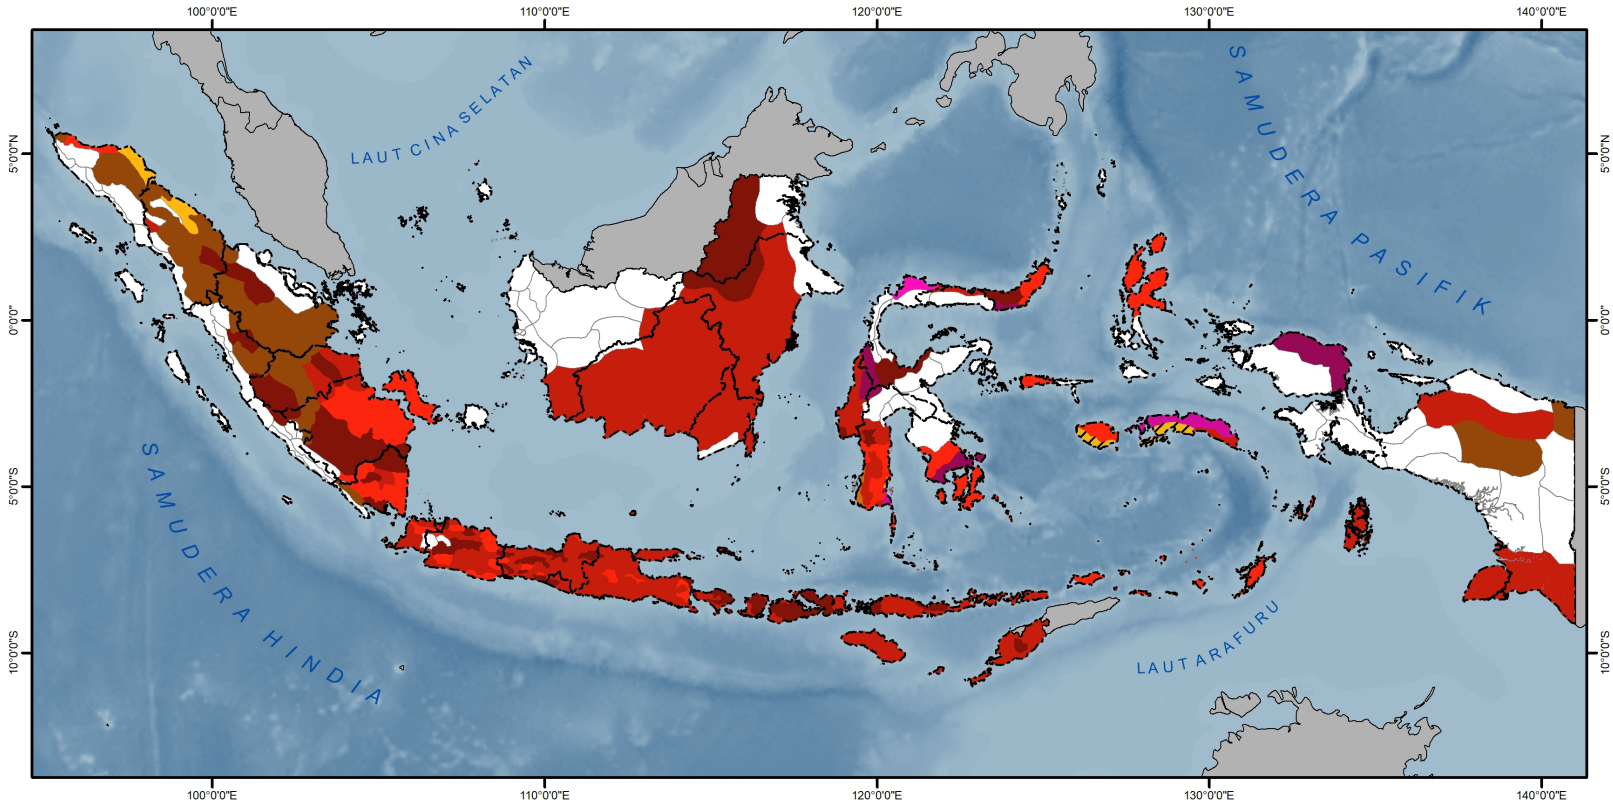 100°0'0"E 110°0'0"E 120°0'0"E 130°0'0"E 140°0'0"E
5°0'0"N 5°0'0"N
0°0'0" 0°0'0"
5°0'0"S 5°0'0"S
10°0'0"S 10°0'0"S
LAUT CINA SELATAN
SAMUDERA PASIFIK
SAMUDERA HINDIA
LAUT ARAFURU
100°0'0"E 110°0'0"E 120°0'0"E 130°0'0"E 140°0'0"E